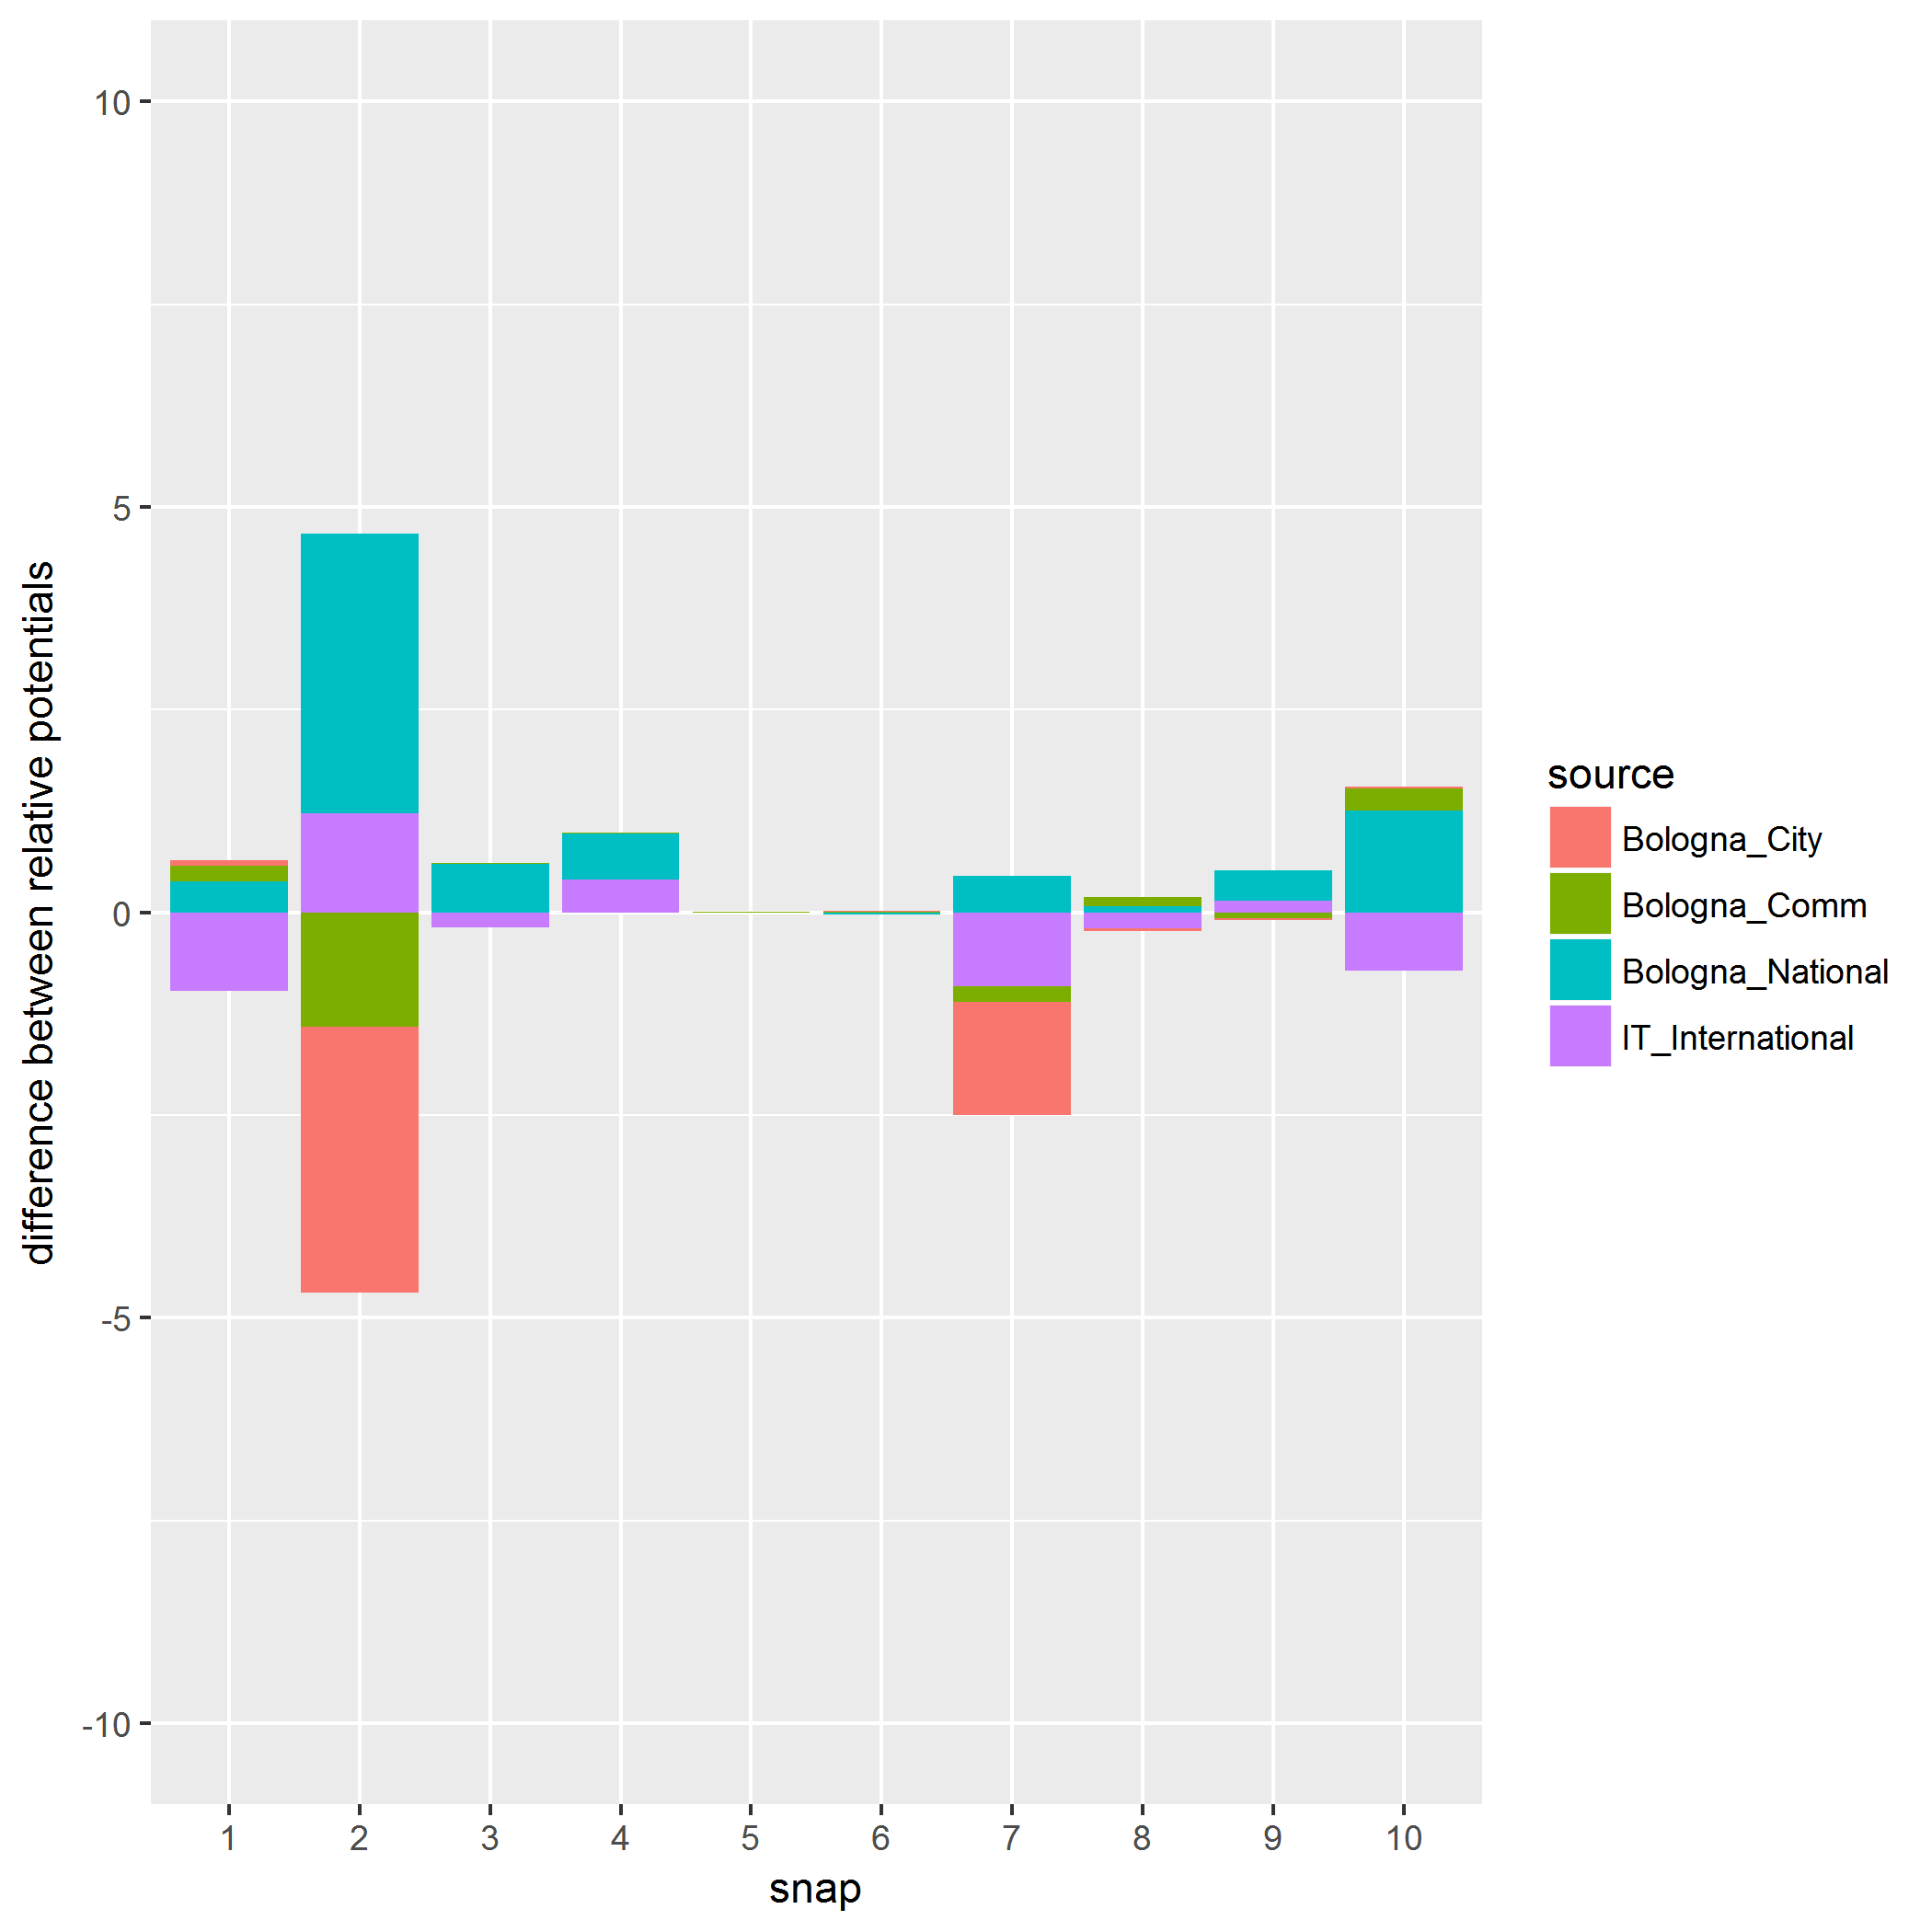 difference between relative potentials
10
5
0
-5
-10
1 2 3 4 5 6 7 8 9 10
snap
source
Bologna_City
Bologna_Comm
Bologna_National
IT_International